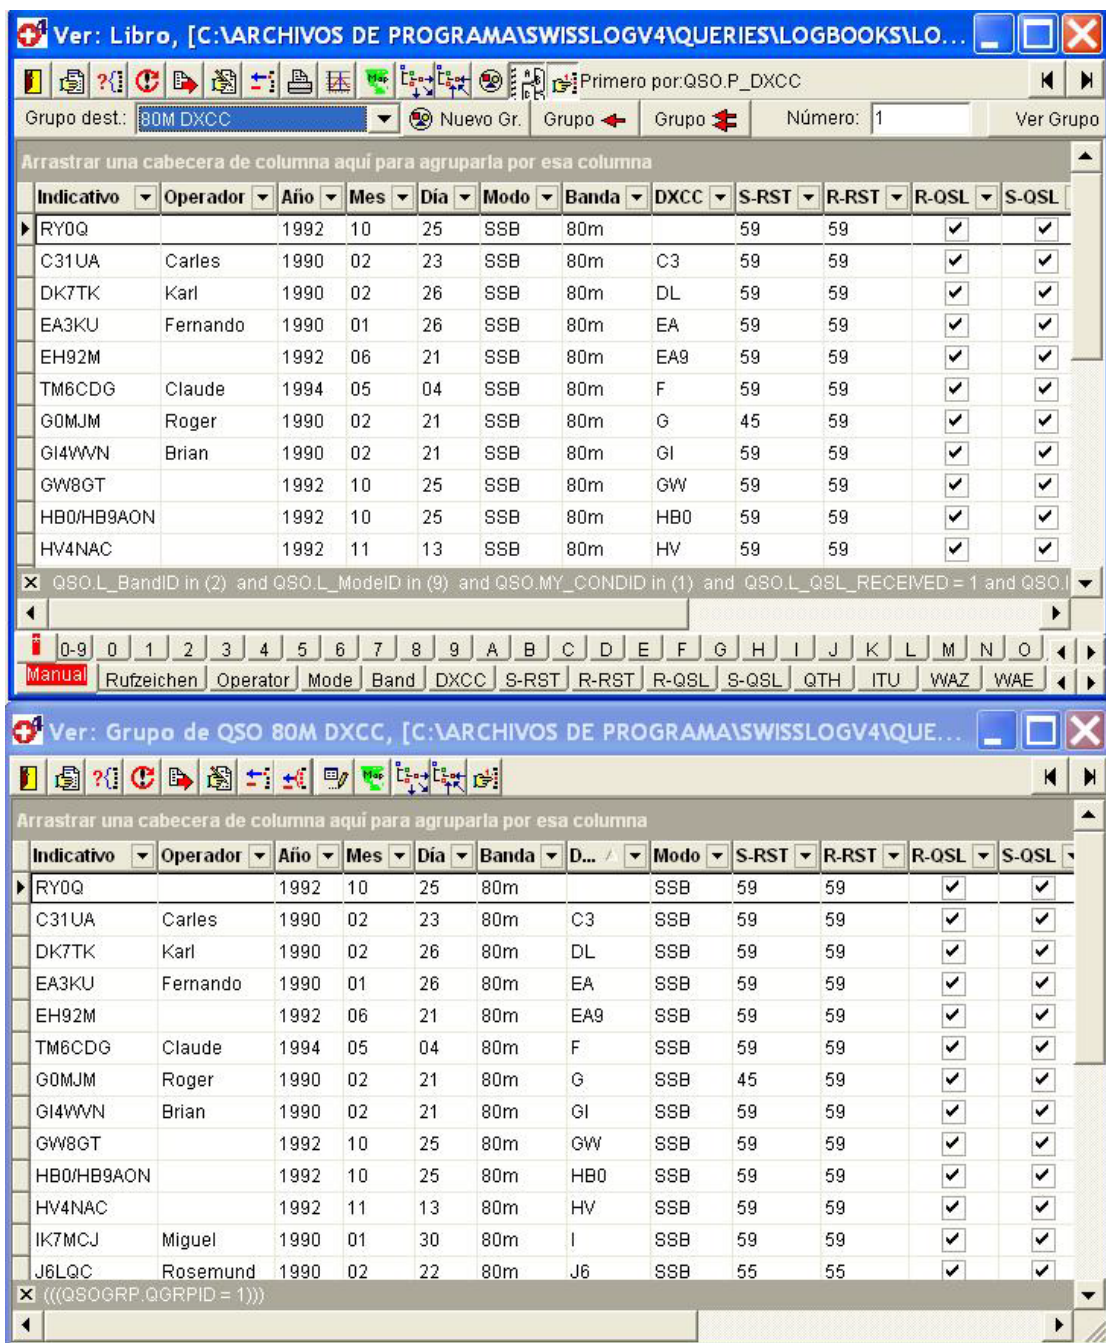 Ver: Libro, [C:\ARCHIVOS DE PROGRAMA\SWISSLOGV4\QUERIES\LOGBOOKS\LO...
Primero por:QSO.P_DXCC
Grupo dest.: 80M DXCC Nuevo Gr. Grupo Grupo Número: 1 Ver Grupo
Arrastrar una cabecera de columna aquí para agruparla por esa columna
Indicativo Operador Año Mes Día Modo Banda DXCC S-RST R-RST R-QSL S-QSL
RY0Q 1992 10 25 SSB 80m 59 59
C31UA Carles 1990 02 23 SSB 80m C3 59 59
DK7TK Karl 1990 02 26 SSB 80m DL 59 59
EA3KU Fernando 1990 01 26 SSB 80m EA 59 59
EH92M 1992 06 21 SSB 80m EA9 59 59
TM6CDG Claude 1994 05 04 SSB 80m F 59 59
G0MJM Roger 1990 02 21 SSB 80m G 45 59
GI4WVN Brian 1990 02 21 SSB 80m GI 59 59
GW8GT 1992 10 25 SSB 80m GW 59 59
HB0/HB9AON 1992 10 25 SSB 80m HB0 59 59
HV4NAC 1992 11 13 SSB 80m HV 59 59
QSO.L_BandID in (2) and QSO.L_ModeID in (9) and QSO.MY_CONDID in (1) and QSO.L_QSL_RECEIVED = 1 and QSO.
0-9 0 1 2 3 4 5 6 7 8 9 A B C D E F G H I J K L M N O
Manual Rufzeichen Operator Mode Band DXCC S-RST R-RST R-QSL S-QSL QTH ITU WAZ WAE
Ver: Grupo de QSO 80M DXCC, [C:\ARCHIVOS DE PROGRAMA\SWISSLOGV4\QUE...
Map
Arrastrar una cabecera de columna aquí para agruparla por esa columna
Indicativo Operador Año Mes Día Banda D... Modo S-RST R-RST R-QSL S-QSL
RY0Q 1992 10 25 80m SSB 59 59
C31UA Carles 1990 02 23 80m C3 SSB 59 59
DK7TK Karl 1990 02 26 80m DL SSB 59 59
EA3KU Fernando 1990 01 26 80m EA SSB 59 59
EH92M 1992 06 21 80m EA9 SSB 59 59
TM6CDG Claude 1994 05 04 80m F SSB 59 59
G0MJM Roger 1990 02 21 80m G SSB 45 59
GI4WVN Brian 1990 02 21 80m GI SSB 59 59
GW8GT 1992 10 25 80m GW SSB 59 59
HB0/HB9AON 1992 10 25 80m HB0 SSB 59 59
HV4NAC 1992 11 13 80m HV SSB 59 59
IK7MCJ Miguel 1990 01 30 80m I SSB 59 59
J6LQC Rosemund 1990 02 22 80m J6 SSB 55 55
(((QSOGRP.QGRPID = 1)))